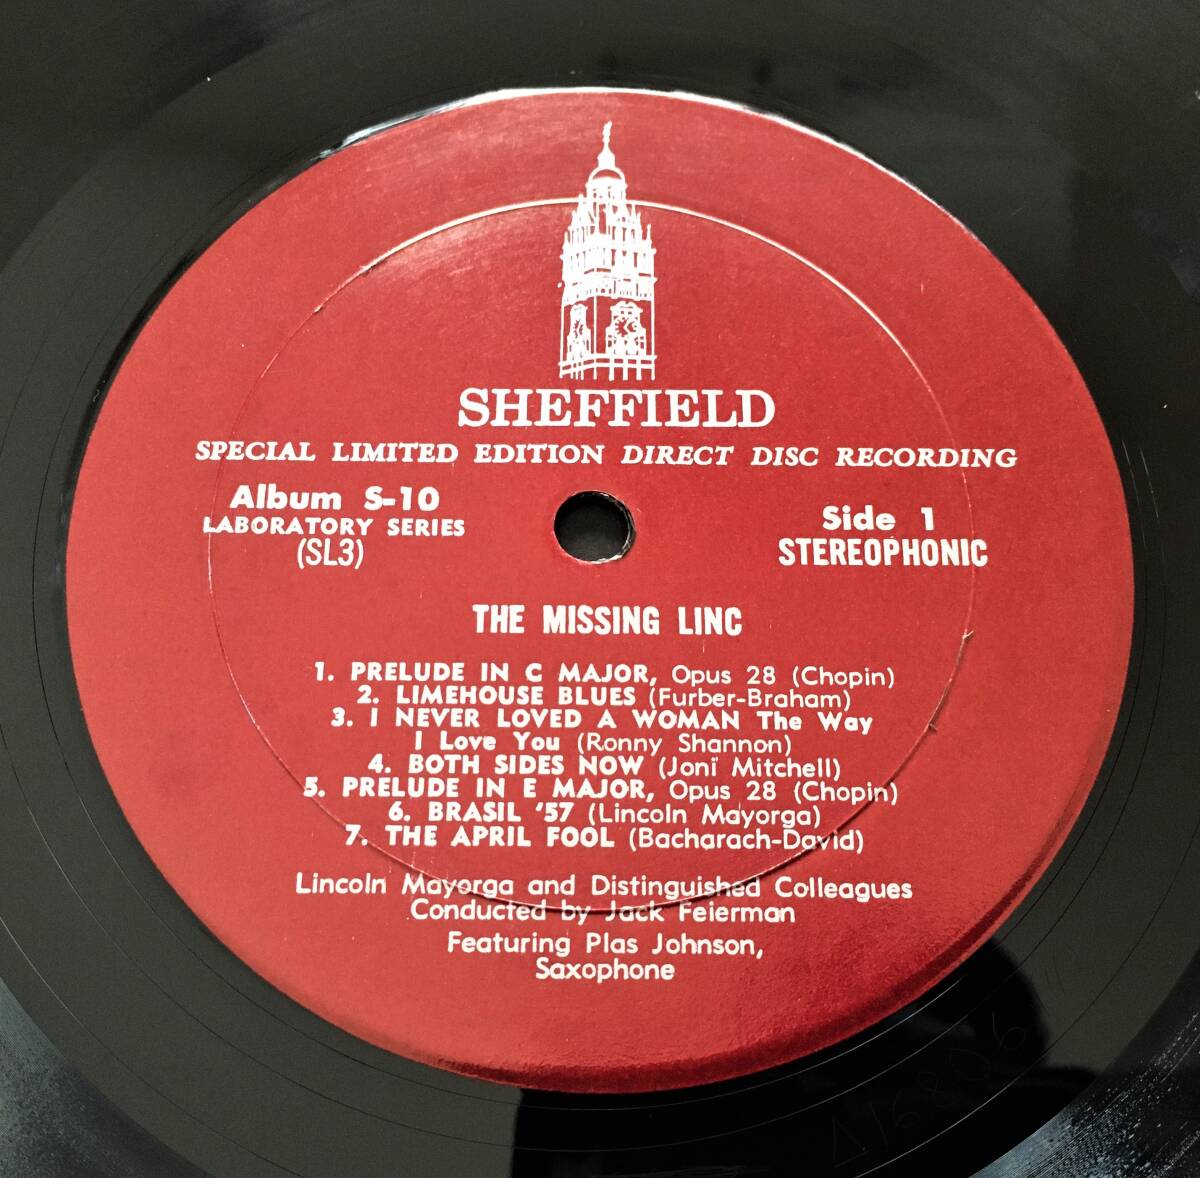 SHEFFIELD
SPECIAL LIMITED EDITION DIRECT DISC RECORDING
Album S-10
LABORATORY SERIES
(SL3)
Side 1
STEREOPHONIC
THE MISSING LINC
1. PRELUDE IN C MAJOR, Opus 28 (Chopin)
2. LIMEHOUSE BLUES (Furber-Braham)
3. I NEVER LOVED A WOMAN The Way
I Love You (Ronny Shannon)
4. BOTH SIDES NOW (Joni Mitchell)
5. PRELUDE IN E MAJOR, Opus 28 (Chopin)
6. BRASIL '57 (Lincoln Mayorga)
7. THE APRIL FOOL (Bacharach-David)
Lincoln Mayorga and Distinguished Colleagues
Conducted by Jack Feierman
Featuring Plas Johnson,
Saxophone